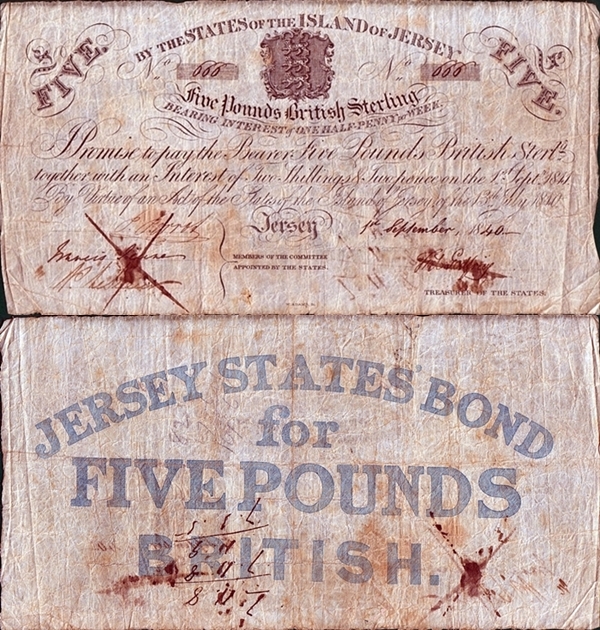 £ FIVE. BY THE STATES OF THE ISLAND OF JERSEY. £ FIVE.
No 666 No 666
Five Pounds British Sterling
BEARING INTEREST of ONE HALF-PENNY pr WEEK.
I Promise to pay the Bearer Five Pounds British Sterlg
together with an Interest of Two Shillings & Twopence on the 1st Septr 1841
By Virtue of an Act of the States of the Island of Jersey of the 13th May 1840
Jersey 1st September, 1840
Francis
MEMBERS OF THE COMMITTEE
APPOINTED BY THE STATES.
TREASURER OF THE STATES.
JERSEY STATES' BOND
for
FIVE POUNDS
BRITISH.